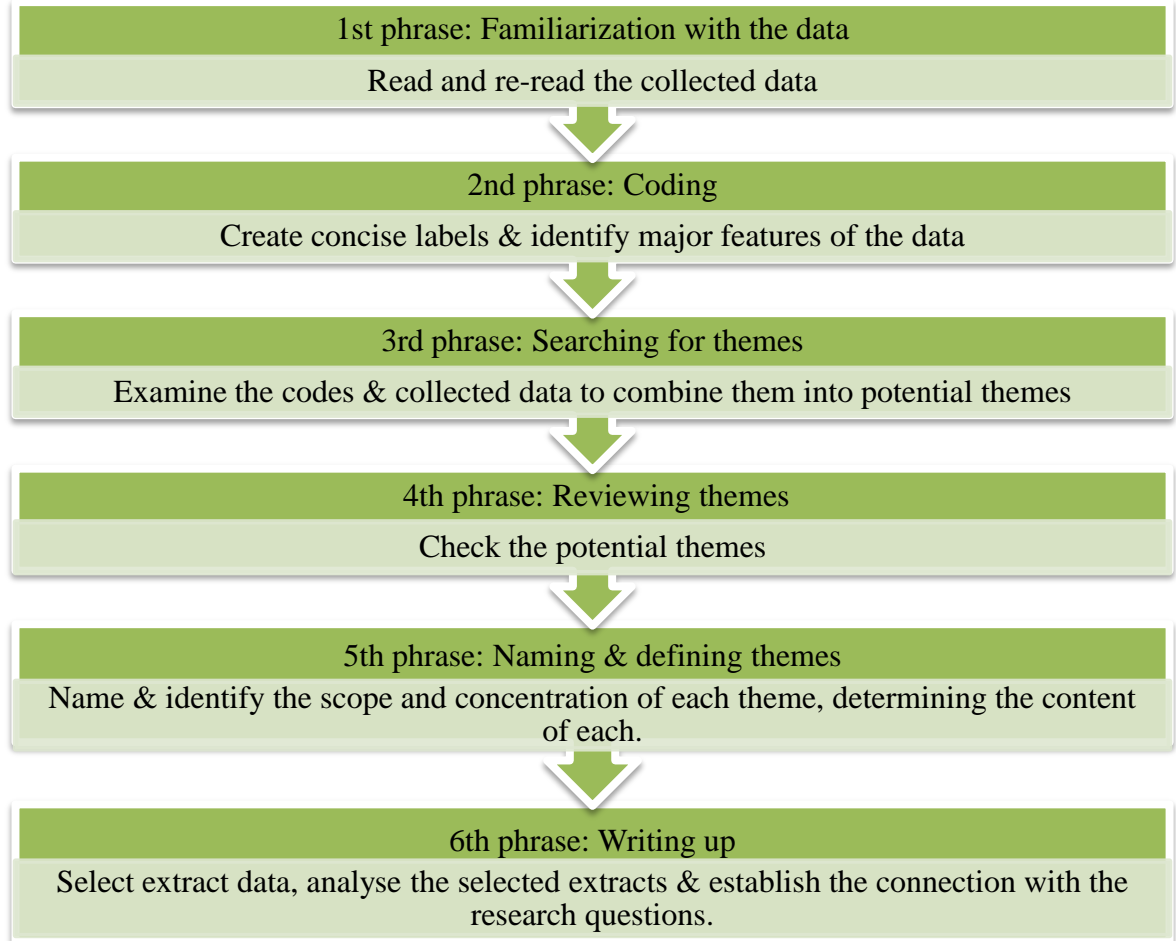 1st phrase: Familiarization with the data
Read and re-read the collected data
2nd phrase: Coding
Create concise labels & identify major features of the data
3rd phrase: Searching for themes
Examine the codes & collected data to combine them into potential themes
4th phrase: Reviewing themes
Check the potential themes
5th phrase: Naming & defining themes
Name & identify the scope and concentration of each theme, determining the content
of each.
6th phrase: Writing up
Select extract data, analyse the selected extracts & establish the connection with the
research questions.